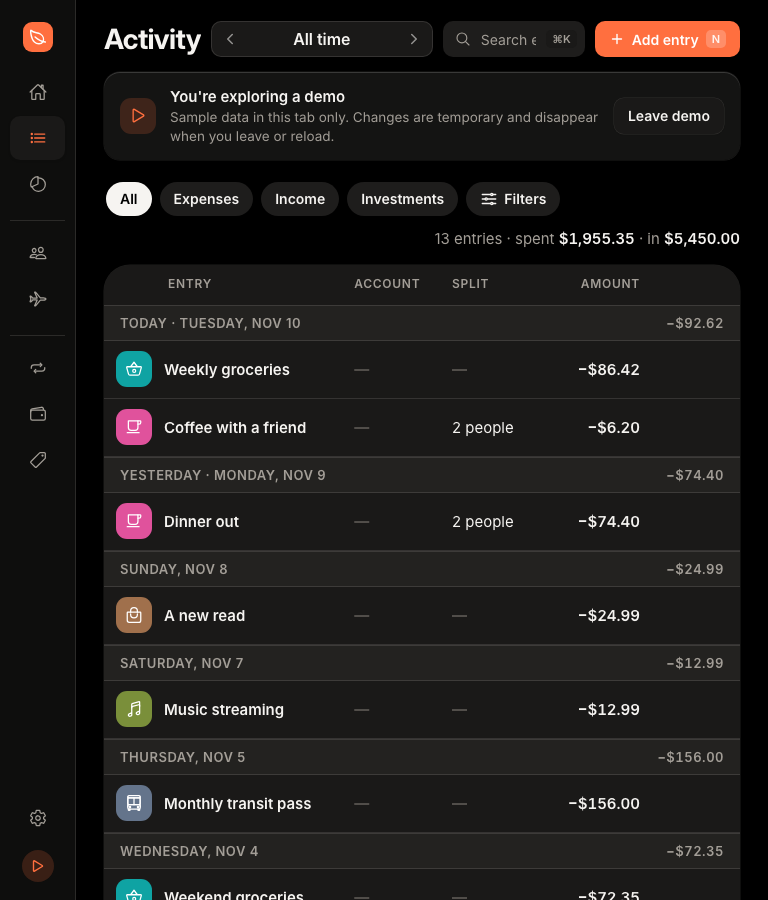 Activity
All time
Search e
⌘K
Add entry
N
You're exploring a demo
Sample data in this tab only. Changes are temporary and disappear
when you leave or reload.
Leave demo
All
Expenses
Income
Investments
Filters
13 entries · spent $1,955.35 · in $5,450.00
ENTRY ACCOUNT SPLIT AMOUNT
TODAY · TUESDAY, NOV 10 −$92.62
Weekly groceries — — −$86.42
Coffee with a friend — 2 people −$6.20
YESTERDAY · MONDAY, NOV 9 −$74.40
Dinner out — 2 people −$74.40
SUNDAY, NOV 8 −$24.99
A new read — — −$24.99
SATURDAY, NOV 7 −$12.99
Music streaming — — −$12.99
THURSDAY, NOV 5 −$156.00
Monthly transit pass — — −$156.00
WEDNESDAY, NOV 4 −$72.35
Weekend groceries — — −$72.35